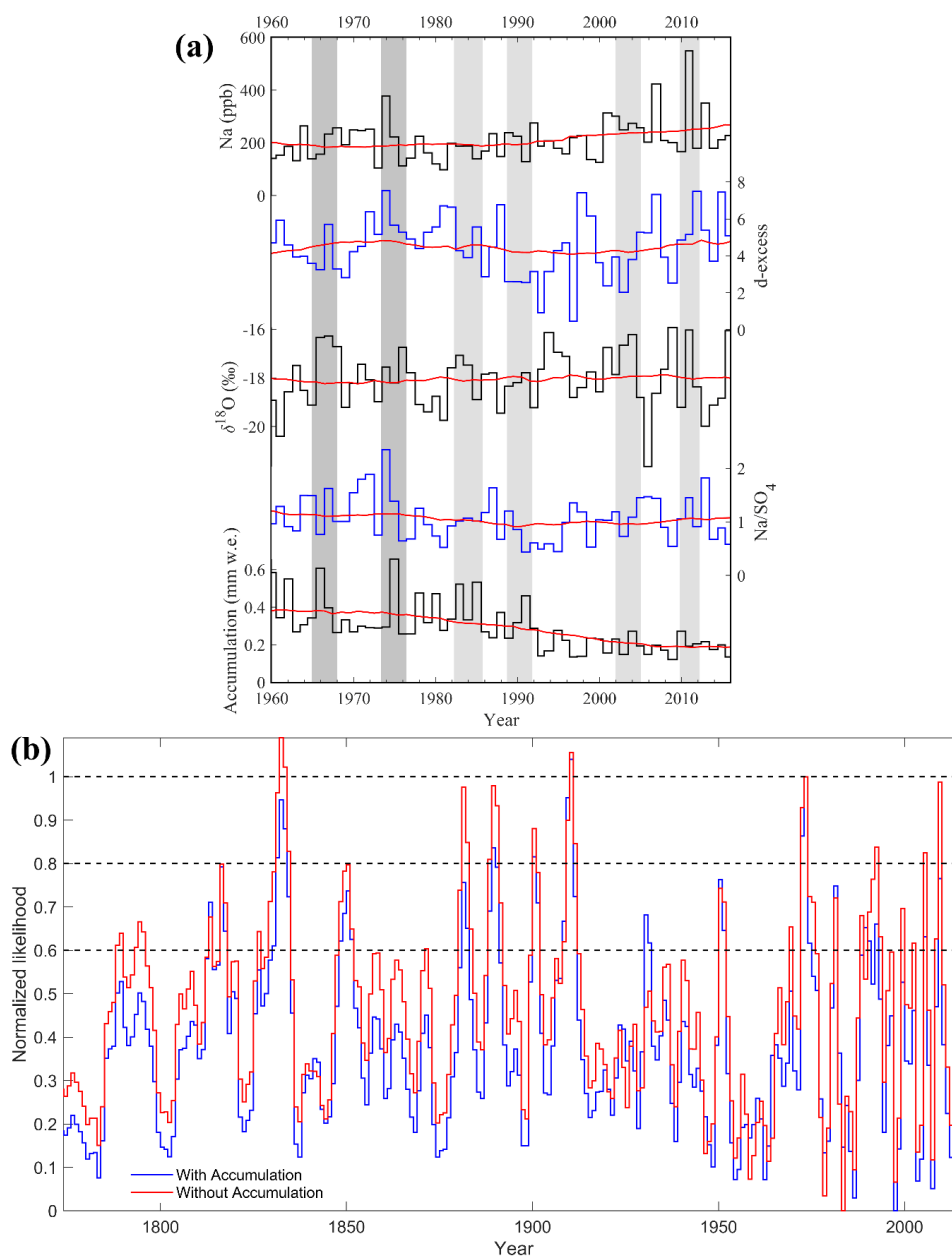 (a)
1960 1970 1980 1990 2000 2010
600
400
200
0
Na (ppb)
8
6
4
2
0
d-excess
-16
-18
-20
δ18O (‰)
2
1
0
Na/SO4
0.6
0.4
0.2
0
Accumulation (mm w.e.)
1960 1970 1980 1990 2000 2010
Year
(b)
1
0.9
0.8
0.7
0.6
0.5
0.4
0.3
0.2
0.1
0
Normalized likelihood
With Accumulation
Without Accumulation
1800 1850 1900 1950 2000
Year